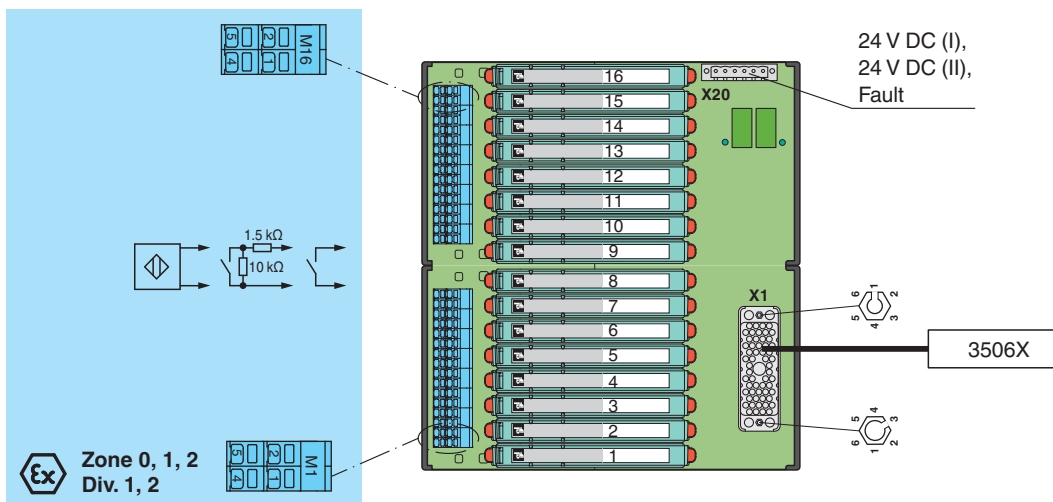 5 2 M16
4 1
24 V DC (I),
24 V DC (II),
Fault
X20
16
15
14
13
12
11
10
9
8
7
6
5
4
3
2
1
1.5 kΩ
10 kΩ
X1
6 1 2
5 4 3
3506X
5 4 3
6 1 2
5 2 M1
4 1
Ex
Zone 0, 1, 2
Div. 1, 2